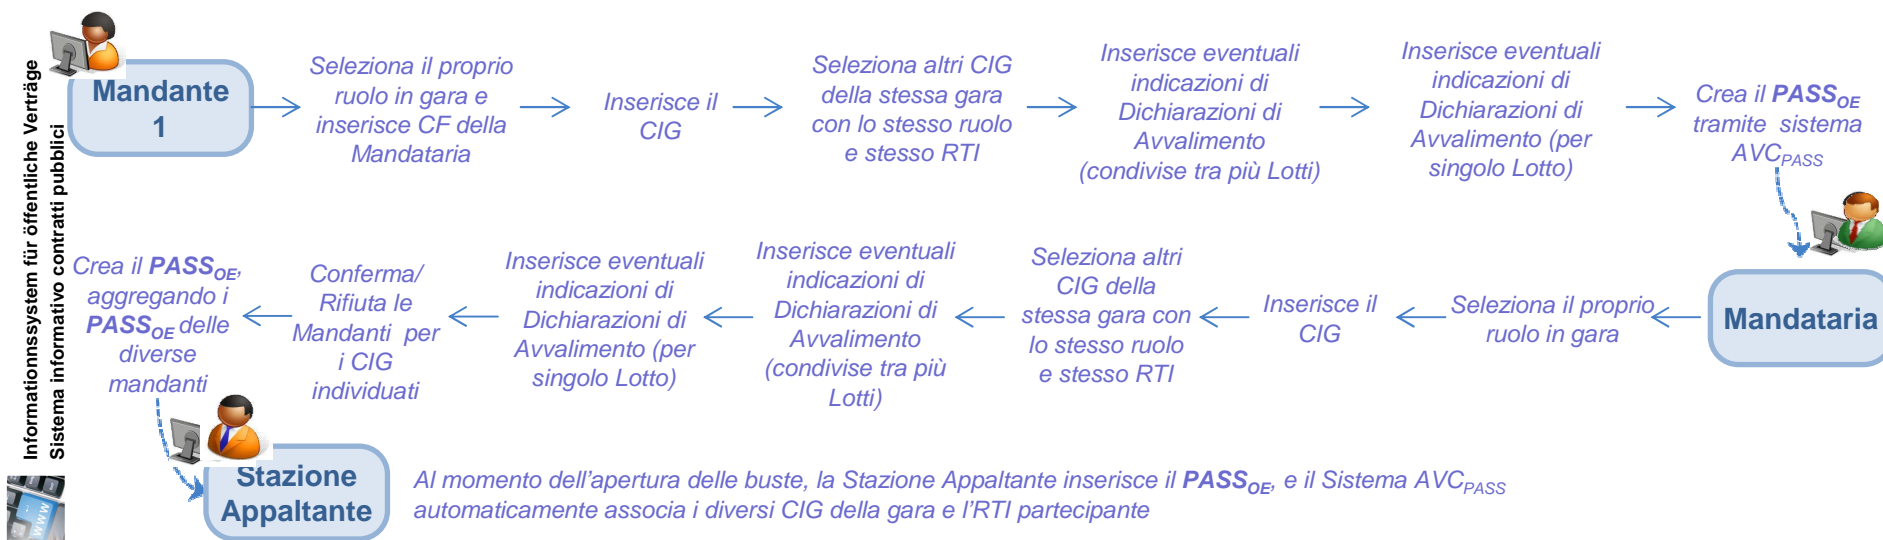 Informationnssystem für öffentliche Verträge
Sistema informativo contratti pubblici
Mandante
1
Seleziona il proprio
ruolo in gara e
inserisce CF della
Mandataria
Inserisce il
CIG
Seleziona altri CIG
della stessa gara
con lo stesso ruolo
e stesso RTI
Inserisce eventuali
indicazioni di
Dichiarazioni di
Avvalimento
(condivise tra più Lotti)
Inserisce eventuali
indicazioni di
Dichiarazioni di
Avvalimento (per
singolo Lotto)
Crea il PASSOE
tramite sistema
AVCPASS
Mandataria
Seleziona il proprio
ruolo in gara
Inserisce il
CIG
Seleziona altri
CIG della
stessa gara con
lo stesso ruolo
e stesso RTI
Inserisce eventuali
indicazioni di
Dichiarazioni di
Avvalimento
(condivise tra più
Lotti)
Inserisce eventuali
indicazioni di
Dichiarazioni di
Avvalimento (per
singolo Lotto)
Conferma/
Rifiuta le
Mandanti per
i CIG
individuati
Crea il PASSOE,
aggregando i
PASSOE delle
diverse
mandanti
Stazione
Appaltante
Al momento dell'apertura delle buste, la Stazione Appaltante inserisce il PASSOE, e il Sistema AVCPASS
automaticamente associa i diversi CIG della gara e l'RTI partecipante
WWW